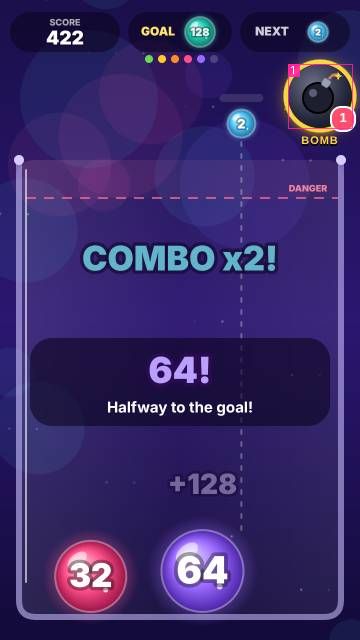 SCORE
422
GOAL
128
NEXT
2
1
1
BOMB
2
DANGER
COMBO x2!
64!
Halfway to the goal!
+128
32
64